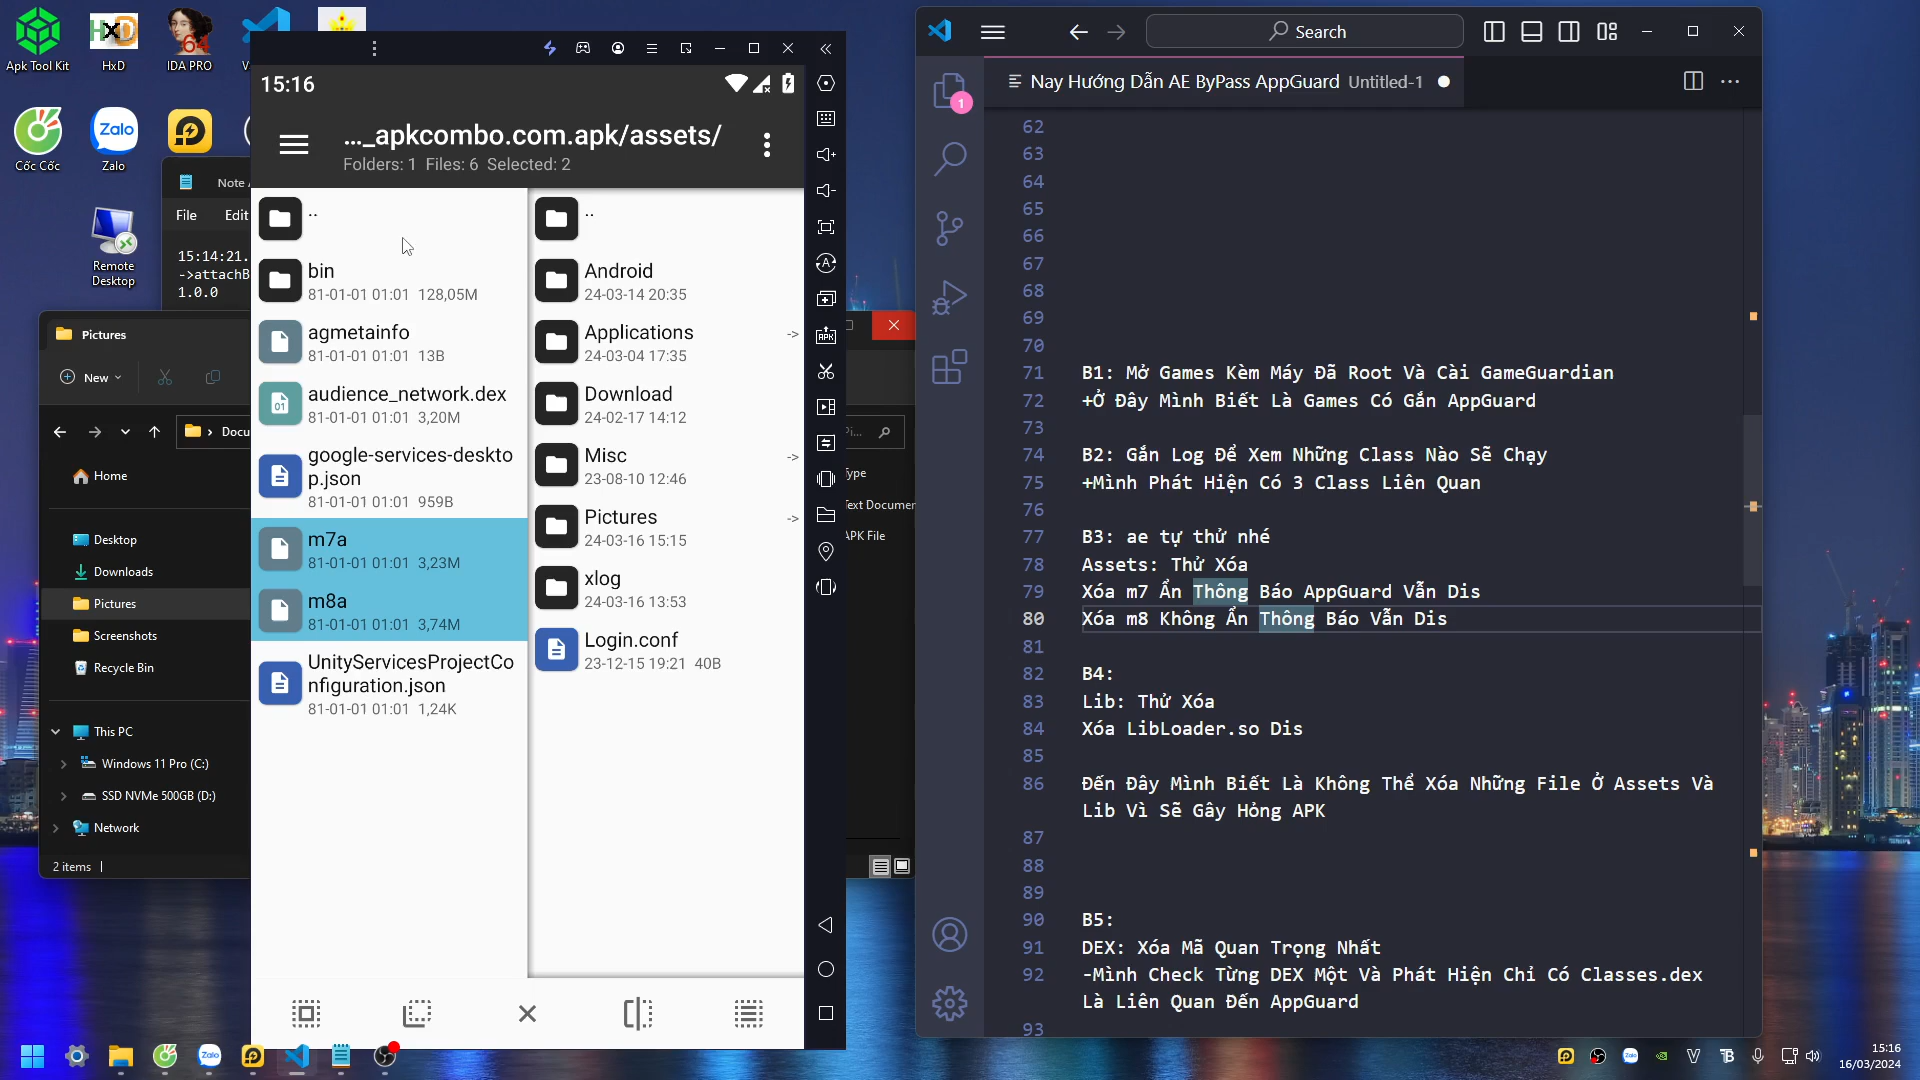 Apk Tool Kit
HxD
IDA PRO
Cốc Cốc
Zalo
Remote
Desktop
Note
File
Edit
15:14:21.
->attachB
1.0.0
Pictures
New
Docu
Home
Desktop
Downloads
Pictures
Screenshots
Recycle Bin
This PC
Windows 11 Pro (C:)
SSD NVMe 500GB (D:)
Network
2 items
15:16
..._apkcombo.com.apk/assets/
Folders: 1 Files: 6 Selected: 2
..
bin
81-01-01 01:01 128,05M
agmetainfo
81-01-01 01:01 13B
audience_network.dex
81-01-01 01:01 3,20M
google-services-deskto
p.json
81-01-01 01:01 959B
m7a
81-01-01 01:01 3,23M
m8a
81-01-01 01:01 3,74M
UnityServicesProjectCo
nfiguration.json
81-01-01 01:01 1,24K
..
Android
24-03-14 20:35
Applications ->
24-03-04 17:35
Download
24-02-17 14:12
Misc ->
23-08-10 12:46
Pictures ->
24-03-16 15:15
xlog
24-03-16 13:53
Login.conf
23-12-15 19:21 40B
Type
Text Documen
APK File
Search
Nay Hướng Dẫn AE ByPass AppGuard Untitled-1
1
62
63
64
65
66
67
68
69
70
71 B1: Mở Games Kèm Máy Đã Root Và Cài GameGuardian
72 +Ở Đây Mình Biết Là Games Có Gắn AppGuard
73
74 B2: Gắn Log Để Xem Những Class Nào Sẽ Chạy
75 +Mình Phát Hiện Có 3 Class Liên Quan
76
77 B3: ae tự thử nhé
78 Assets: Thử Xóa
79 Xóa m7 Ẩn Thông Báo AppGuard Vẫn Dis
80 Xóa m8 Không Ẩn Thông Báo Vẫn Dis
81
82 B4:
83 Lib: Thử Xóa
84 Xóa LibLoader.so Dis
85
86 Đến Đây Mình Biết Là Không Thể Xóa Những File Ở Assets Và
Lib Vì Sẽ Gây Hỏng APK
87
88
89
90 B5:
91 DEX: Xóa Mã Quan Trọng Nhất
92 -Mình Check Từng DEX Một Và Phát Hiện Chỉ Có Classes.dex
Là Liên Quan Đến AppGuard
93
15:16
16/03/2024